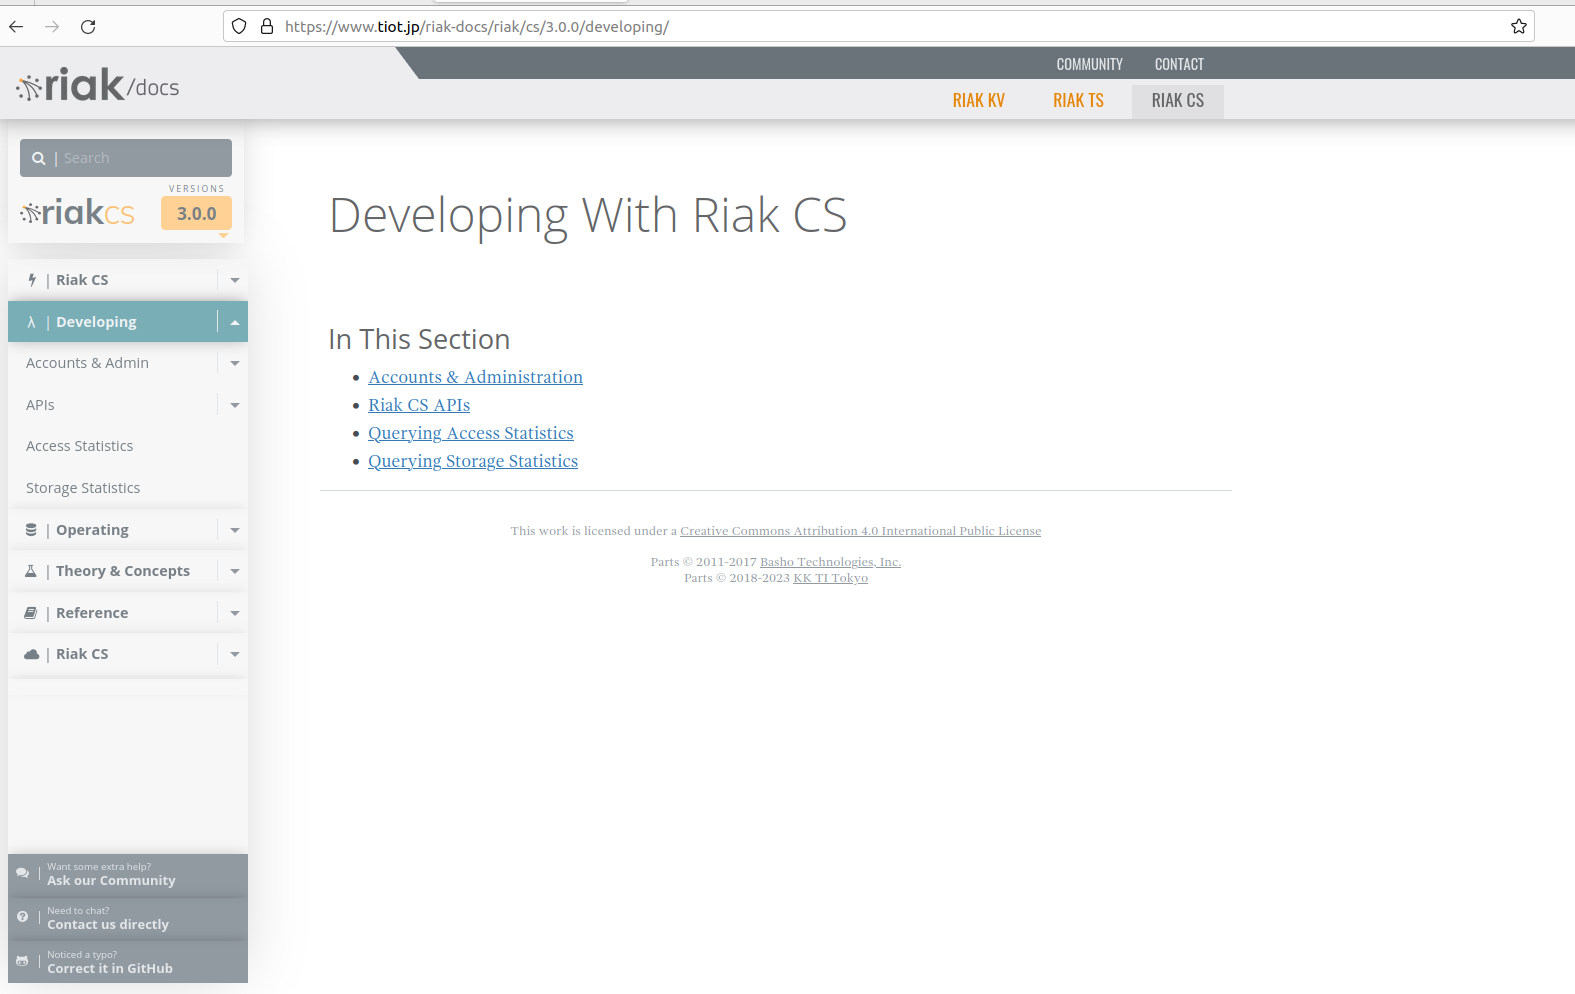 https://www.tiot.jp/riak-docs/riak/cs/3.0.0/developing/
riak/docs
COMMUNITY
CONTACT
RIAK KV
RIAK TS
RIAK CS
| Search
VERSIONS
riakcs
3.0.0
| Riak CS
λ | Developing
Accounts & Admin
APIs
Access Statistics
Storage Statistics
| Operating
| Theory & Concepts
| Reference
| Riak CS
Want some extra help?
Ask our Community
Need to chat?
Contact us directly
Noticed a typo?
Correct it in GitHub
Developing With Riak CS
In This Section
• Accounts & Administration
• Riak CS APIs
• Querying Access Statistics
• Querying Storage Statistics
This work is licensed under a Creative Commons Attribution 4.0 International Public License
Parts © 2011-2017 Basho Technologies, Inc.
Parts © 2018-2023 KK TI Tokyo